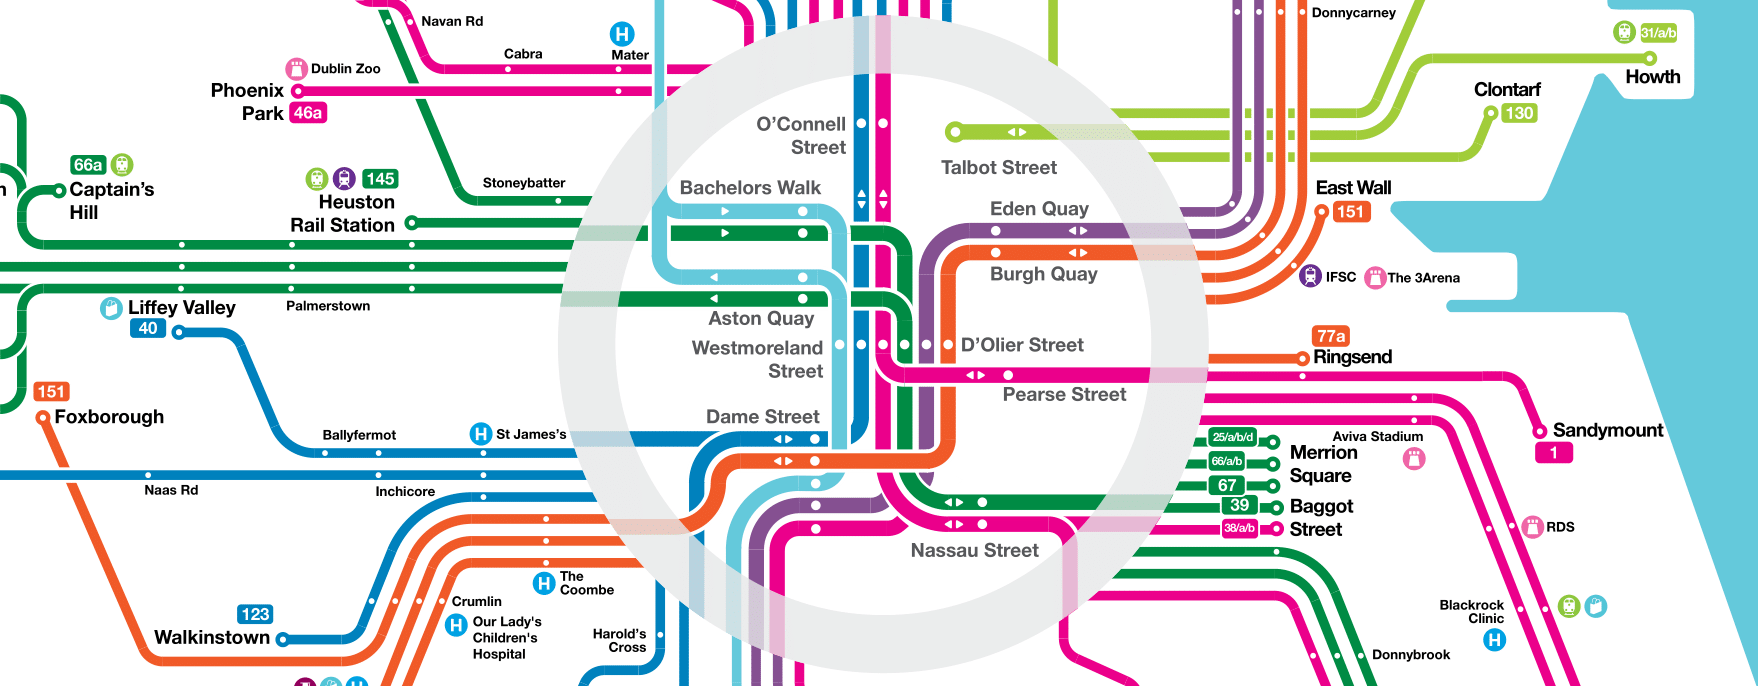 Navan Rd
Donnycarney
31/a/b
H
Cabra
Mater
Dublin Zoo
Howth
Phoenix
Park 46a
Clontarf
130
O'Connell
Street
Talbot Street
66a
Captain's
Hill
n
145
Heuston
Rail Station
Stoneybatter
Bachelors Walk
East Wall
151
Eden Quay
Burgh Quay
IFSC
The 3Arena
Liffey Valley
40
Palmerstown
Aston Quay
Westmoreland
Street
D'Olier Street
77a
Ringsend
Pearse Street
151
Foxborough
Dame Street
Ballyfermot
H St James's
Sandymount
1
Aviva Stadium
25/a/b/d
66/a/b
67
Merrion
Square
39
38/a/b
Baggot
Street
Naas Rd
Inchicore
RDS
Nassau Street
H The
Coombe
Crumlin
H Our Lady's
Children's
Hospital
123
Walkinstown
Harold's
Cross
Blackrock
Clinic
H
Donnybrook
H